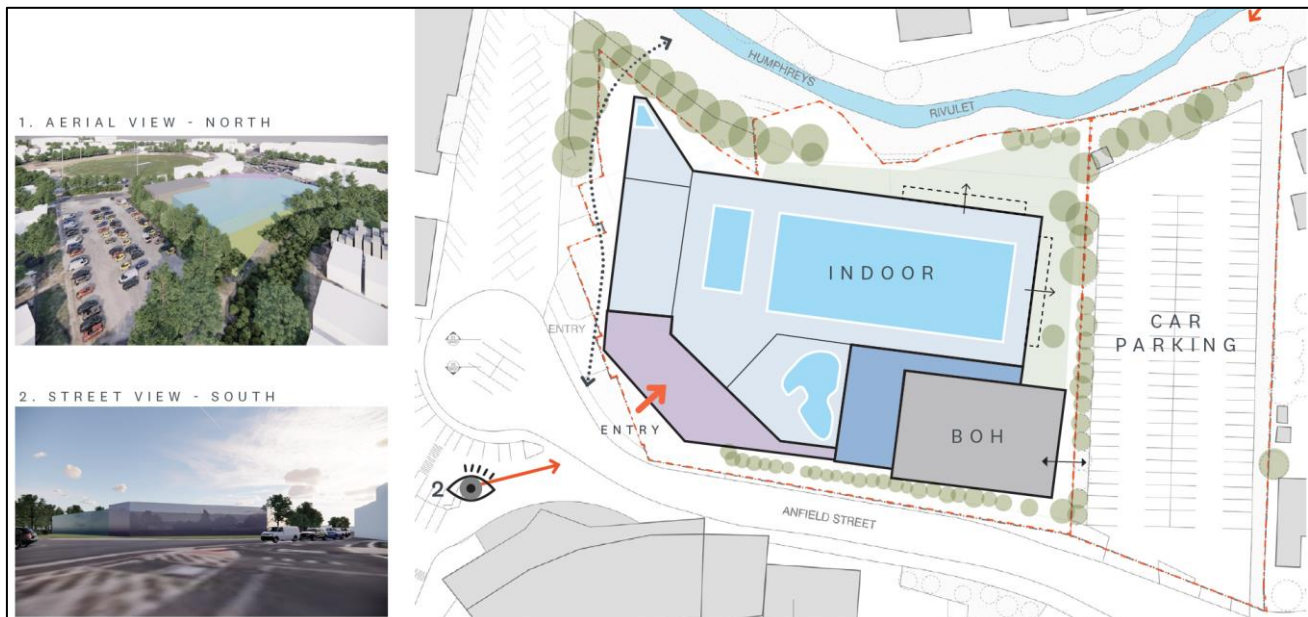 1. AERIAL VIEW - NORTH
2. STREET VIEW - SOUTH
HUMPHREYS
RIVULET
INDOOR
CAR
PARKING
ENTRY
ENTRY
BOH
2
ANFIELD STREET